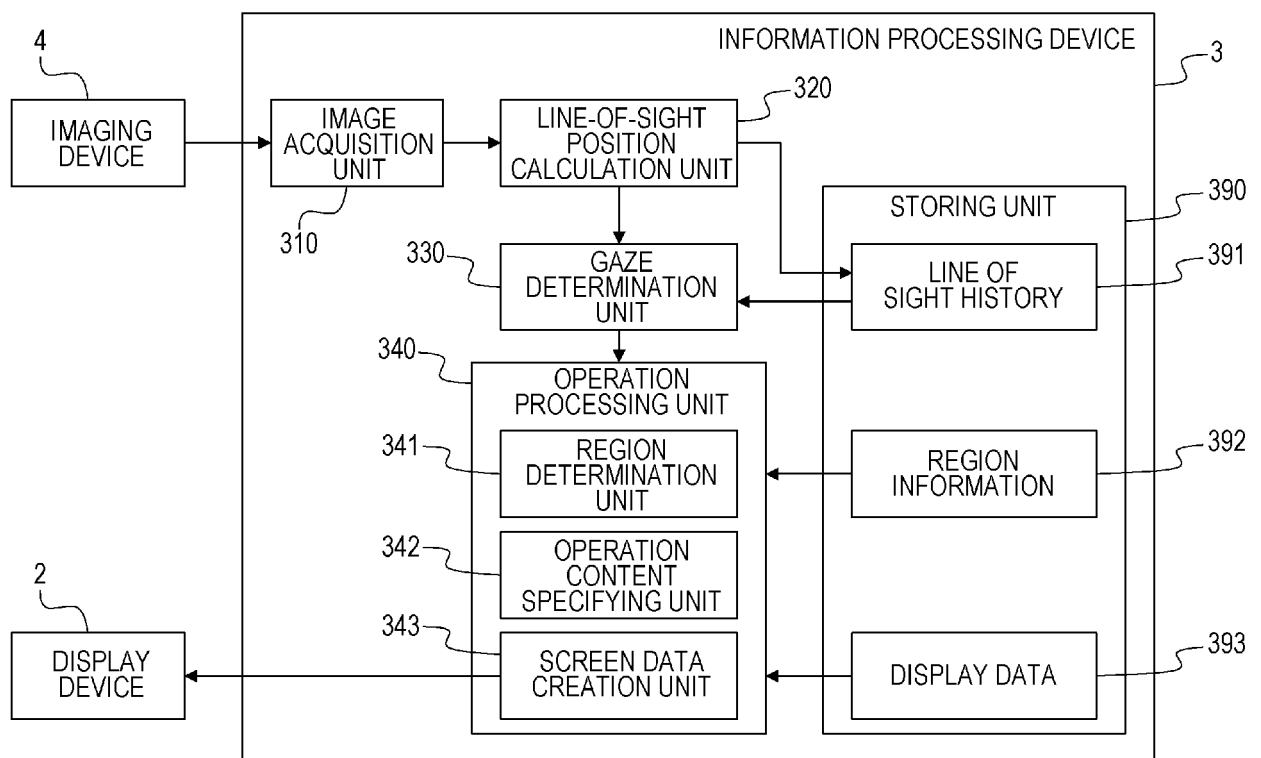 INFORMATION PROCESSING DEVICE
3
4
IMAGING
DEVICE
IMAGE
ACQUISITION
UNIT
310
LINE-OF-SIGHT
POSITION
CALCULATION UNIT
320
STORING UNIT
390
330
GAZE
DETERMINATION
UNIT
LINE OF
SIGHT HISTORY
391
340
OPERATION
PROCESSING UNIT
341
REGION
DETERMINATION
UNIT
REGION
INFORMATION
392
342
OPERATION
CONTENT
SPECIFYING UNIT
2
DISPLAY
DEVICE
343
SCREEN DATA
CREATION UNIT
DISPLAY DATA
393